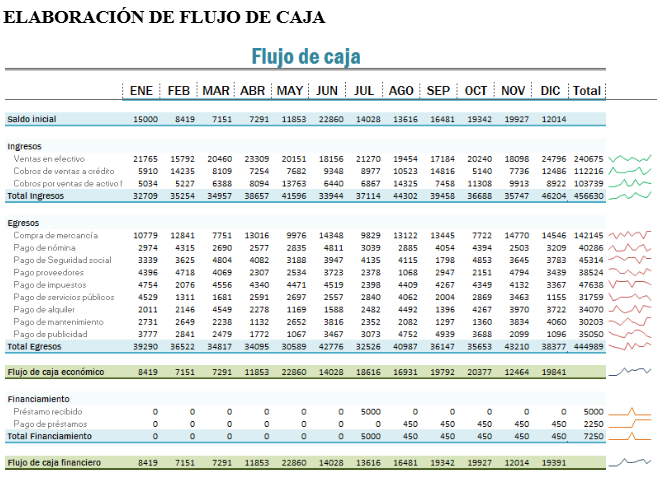 ELABORACIÓN DE FLUJO DE CAJA
Flujo de caja
ENE FEB MAR ABR MAY JUN JUL AGO SEP OCT NOV DIC Total
Saldo inicial 15000 8419 7151 7291 11853 22860 14028 13616 16481 19342 19927 12014
Ingresos
Ventas en efectivo 21765 15792 20460 23309 20151 18156 21270 19454 17184 20240 18098 24796 240675
Cobros de ventas a crédito 5910 14235 8109 7254 7682 9348 8977 10523 14816 5140 7736 12486 112216
Cobros por ventas de activo f 5034 5227 6388 8094 13763 6440 6867 14325 7458 11308 9913 8922 103739
Total Ingresos 32709 35254 34957 38657 41596 33944 37114 44302 39458 36688 35747 46204 456630
Egresos
Compra de mercancía 10779 12841 7751 13016 9976 14348 9829 13122 13445 7722 14770 14546 142145
Pago de nómina 2974 4315 2690 2577 2835 4811 3039 2885 4054 4394 2503 3209 40286
Pago de Seguridad social 3339 3625 4804 4082 3188 3947 4135 4115 1798 4853 3645 3783 45314
Pago proveedores 4396 4718 4069 2307 2534 3723 2378 1068 2947 2151 4794 3439 38524
Pago de impuestos 4754 2076 4556 4340 4471 4519 2398 4409 4267 4349 4132 3367 47638
Pago de servicios públicos 4529 1311 1681 2591 2697 2557 2840 4062 2004 2869 3463 1155 31759
Pago de alquiler 2011 2146 4549 2278 1169 1588 2482 4492 1396 4267 3970 3722 34070
Pago de mantenimiento 2731 2649 2238 1132 2652 3816 2352 2082 1297 1360 3834 4060 30203
Pago de publicidad 3777 2841 2479 1772 1067 3467 3073 4752 4939 3688 2099 1096 35050
Total Egresos 39290 36522 34817 34095 30589 42776 32526 40987 36147 35653 43210 38377 444989
Flujo de caja económico 8419 7151 7291 11853 22860 14028 18616 16931 19792 20377 12464 19841
Financiamiento
Préstamo recibido 0 0 0 0 0 0 5000 0 0 0 0 0 5000
Pago de préstamos 0 0 0 0 0 0 0 450 450 450 450 450 2250
Total Financiamiento 0 0 0 0 0 0 5000 450 450 450 450 450 7250
Flujo de caja financiero 8419 7151 7291 11853 22860 14028 13616 16481 19342 19927 12014 19391